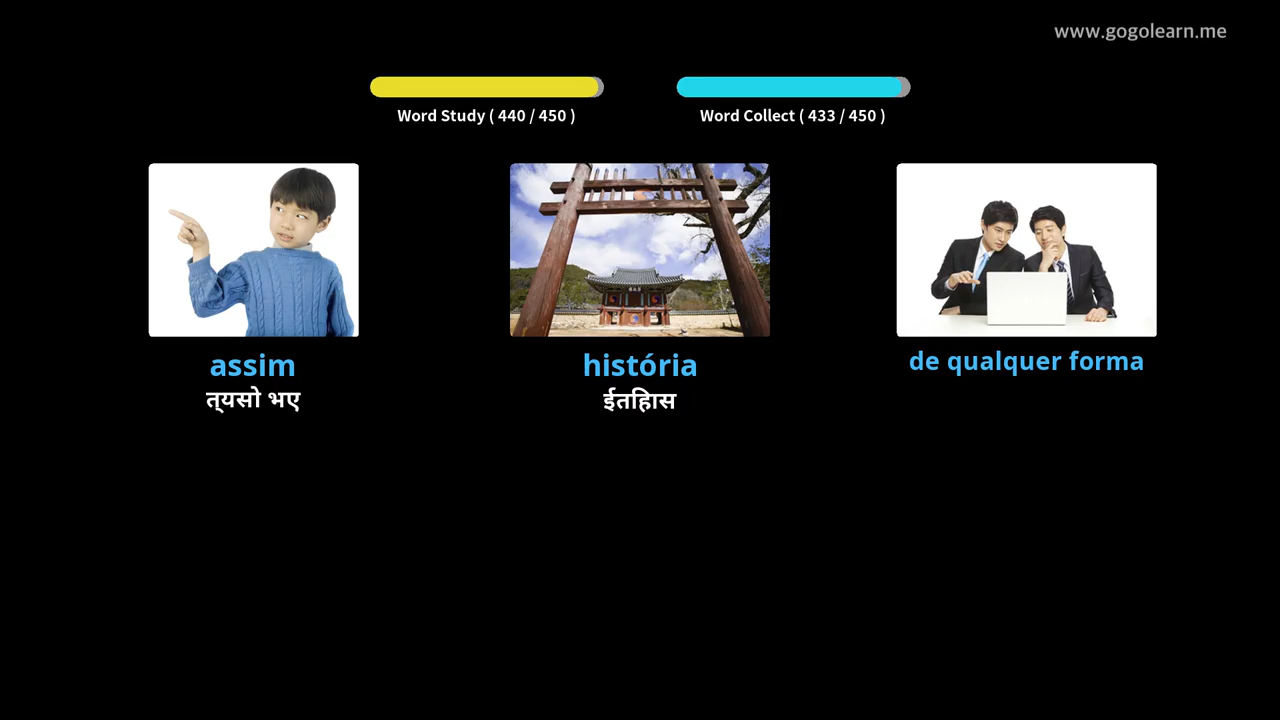 www.gogolearn.me
Word Study ( 440 / 450 )
Word Collect ( 433 / 450 )
assim
त्यसो भए
história
ईतिहास
de qualquer forma